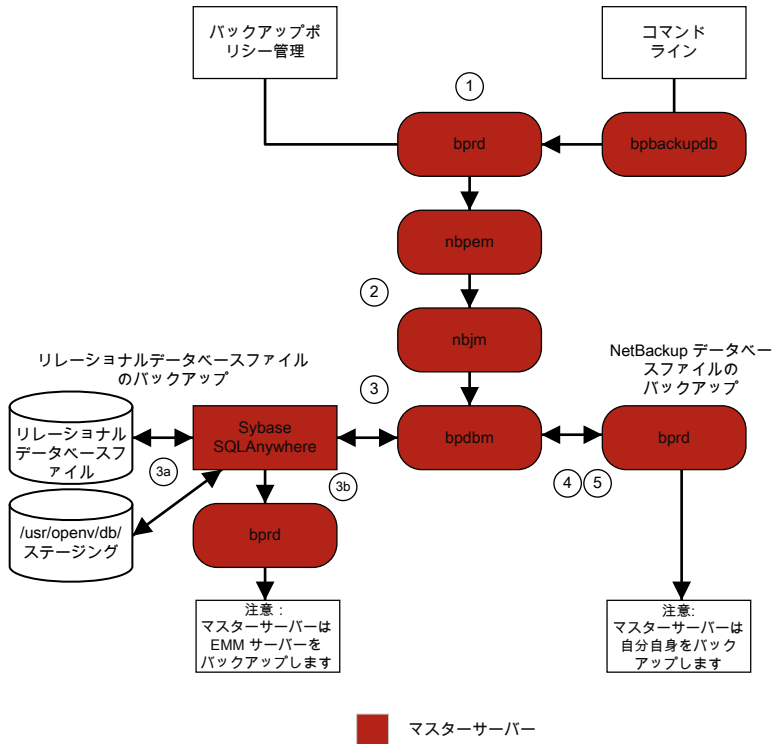 バックアップポ
リシー管理
コマンド
ライン
1
bprd
bpbackupdb
nbpem
2
nbjm
リレーショナルデータベースファイル
のバックアップ
NetBackup データベー
スファイルの
バックアップ
3
リレーショナル
データベースファ
イル
Sybase
SQLAnywhere
bpdbm
bprd
3a
3b
4
5
/usr/openv/db/
ステージング
bprd
注意：
マスターサーバーは
EMM サーバーを
バックアップします
注意:
マスターサーバーは
自分自身をバック
アップします
マスターサーバー